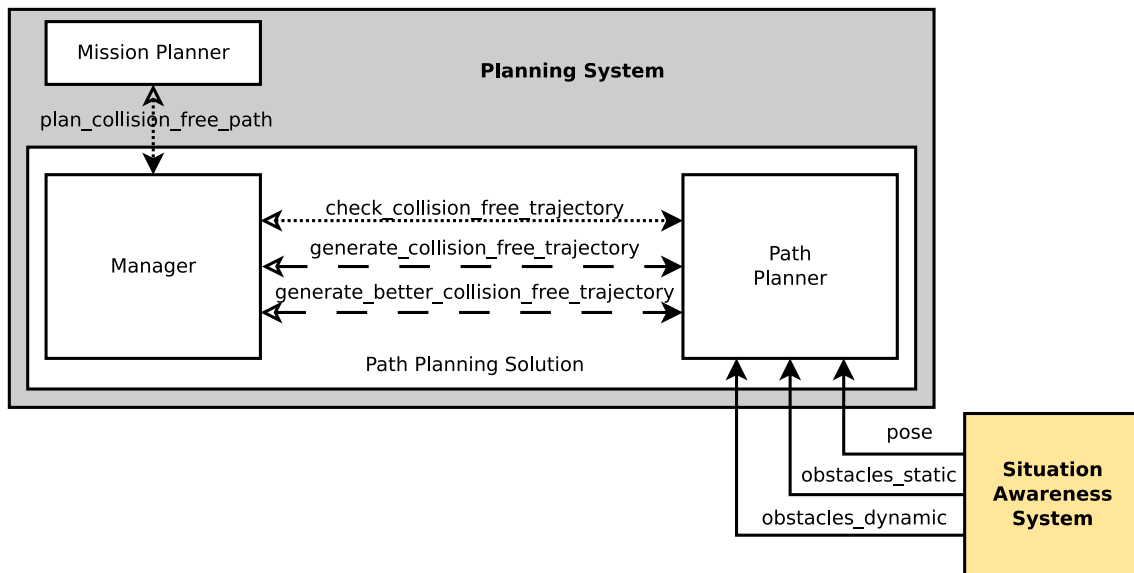 Mission Planner
Planning System
plan_collision_free_path
check_collision_free_trajectory
generate_collision_free_trajectory
generate_better_collision_free_trajectory
Manager
Path
Planner
Path Planning Solution
pose
obstacles_static
obstacles_dynamic
Situation
Awareness
System